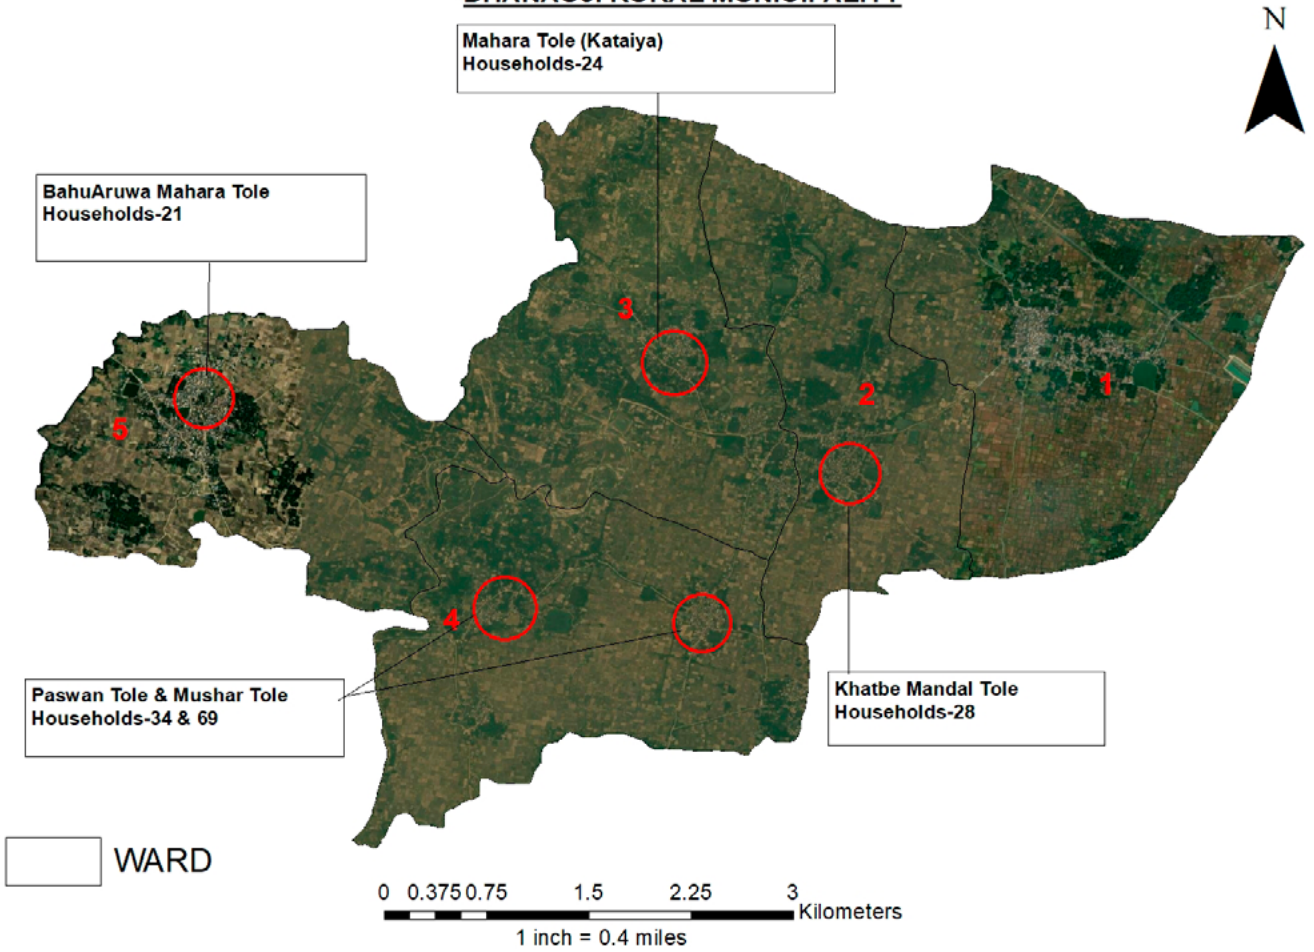 N
Mahara Tole (Kataiya)
Households-24
BahuAruwa Mahara Tole
Households-21
3
2
1
5
4
Paswan Tole & Mushar Tole
Households-34 & 69
Khatbe Mandal Tole
Households-28
WARD
0 0.375 0.75 1.5 2.25 3
Kilometers
1 inch = 0.4 miles